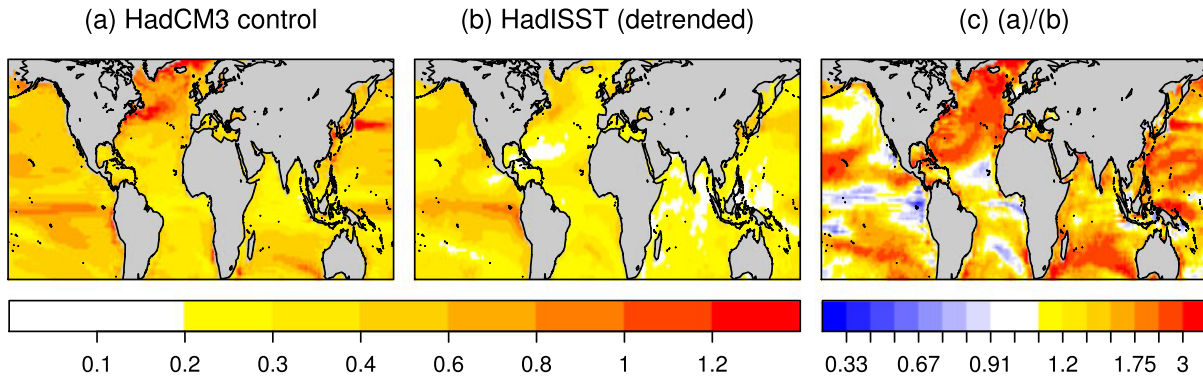 (a) HadCM3 control
(b) HadISST (detrended)
(c) (a)/(b)
0.1 0.2 0.3 0.4 0.6 0.8 1 1.2
0.33 0.67 0.91 1.2 1.75 3